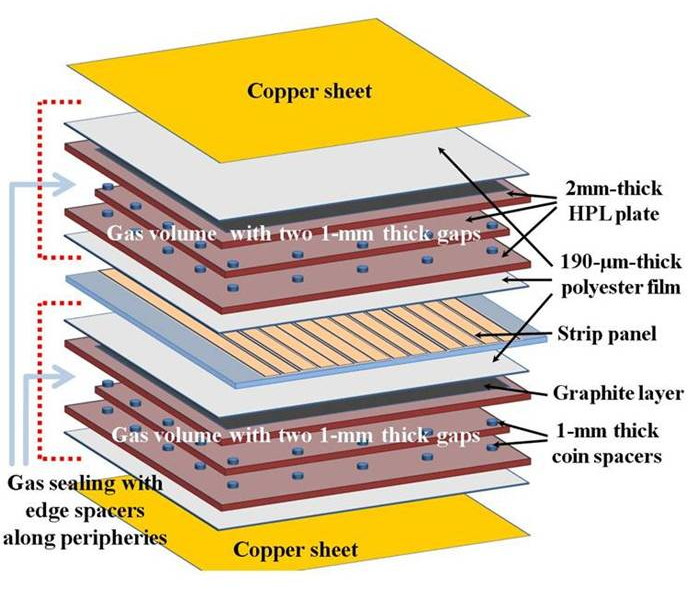 Copper sheet
2mm-thick
HPL plate
Gas volume with two 1-mm thick gaps
190-μm-thick
polyester film
Strip panel
Graphite layer
Gas volume with two 1-mm thick gaps
1-mm thick
coin spacers
Gas sealing with
edge spacers
along peripheries
Copper sheet